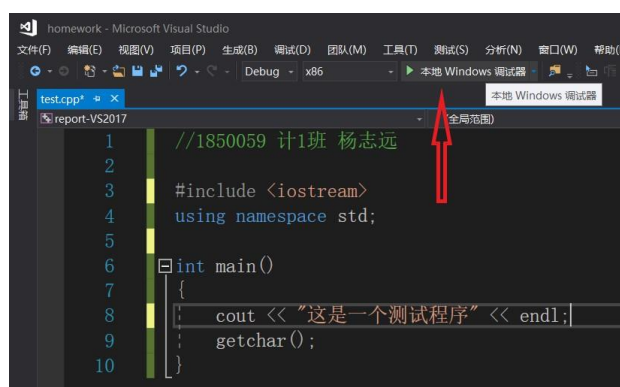 homework - Microsoft Visual Studio
文件(F) 编辑(E) 视图(V) 项目(P) 生成(B) 调试(D) 团队(M) 工具(T) 测试(S) 分析(N) 窗口(W) 帮助(
Debug x86 本地 Windows 调试器
工具箱
test.cpp* 本地 Windows 调试器
report-VS2017 (全局范围)
1 //1850059 计1班 杨志远
2
3 #include <iostream>
4 using namespace std;
5
6 int main()
7 {
8 cout << "这是一个测试程序" << endl;
9 getchar();
10 }